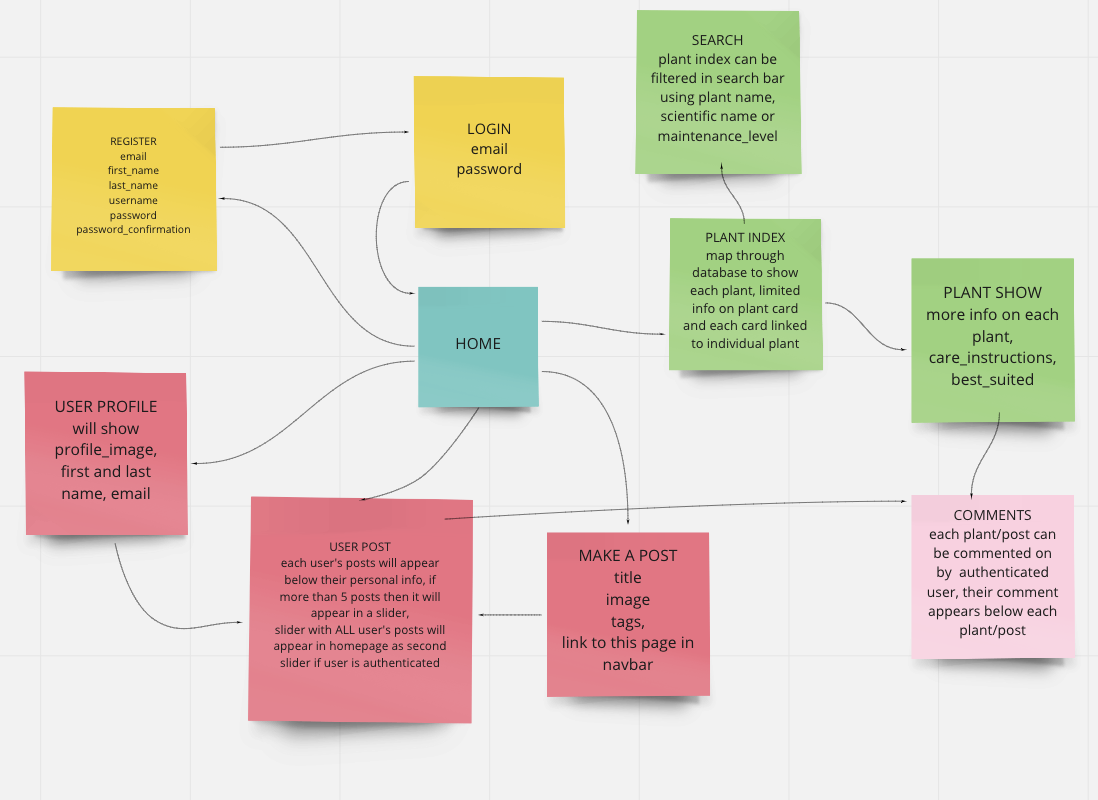 SEARCH
plant index can be
filtered in search bar
using plant name,
scientific name or
maintenance_level
REGISTER
email
first_name
last_name
username
password
password_confirmation
LOGIN
email
password
PLANT INDEX
map through
database to show
each plant, limited
info on plant card
and each card linked
to individual plant
PLANT SHOW
more info on each
plant,
care_instructions,
best_suited
HOME
USER PROFILE
will show
profile_image,
first and last
name, email
USER POST
each user's posts will appear
below their personal info, if
more than 5 posts then it will
appear in a slider,
slider with ALL user's posts will
appear in homepage as second
slider if user is authenticated
MAKE A POST
title
image
tags,
link to this page in
navbar
COMMENTS
each plant/post can
be commented on
by  authenticated
user, their comment
appears below each
plant/post